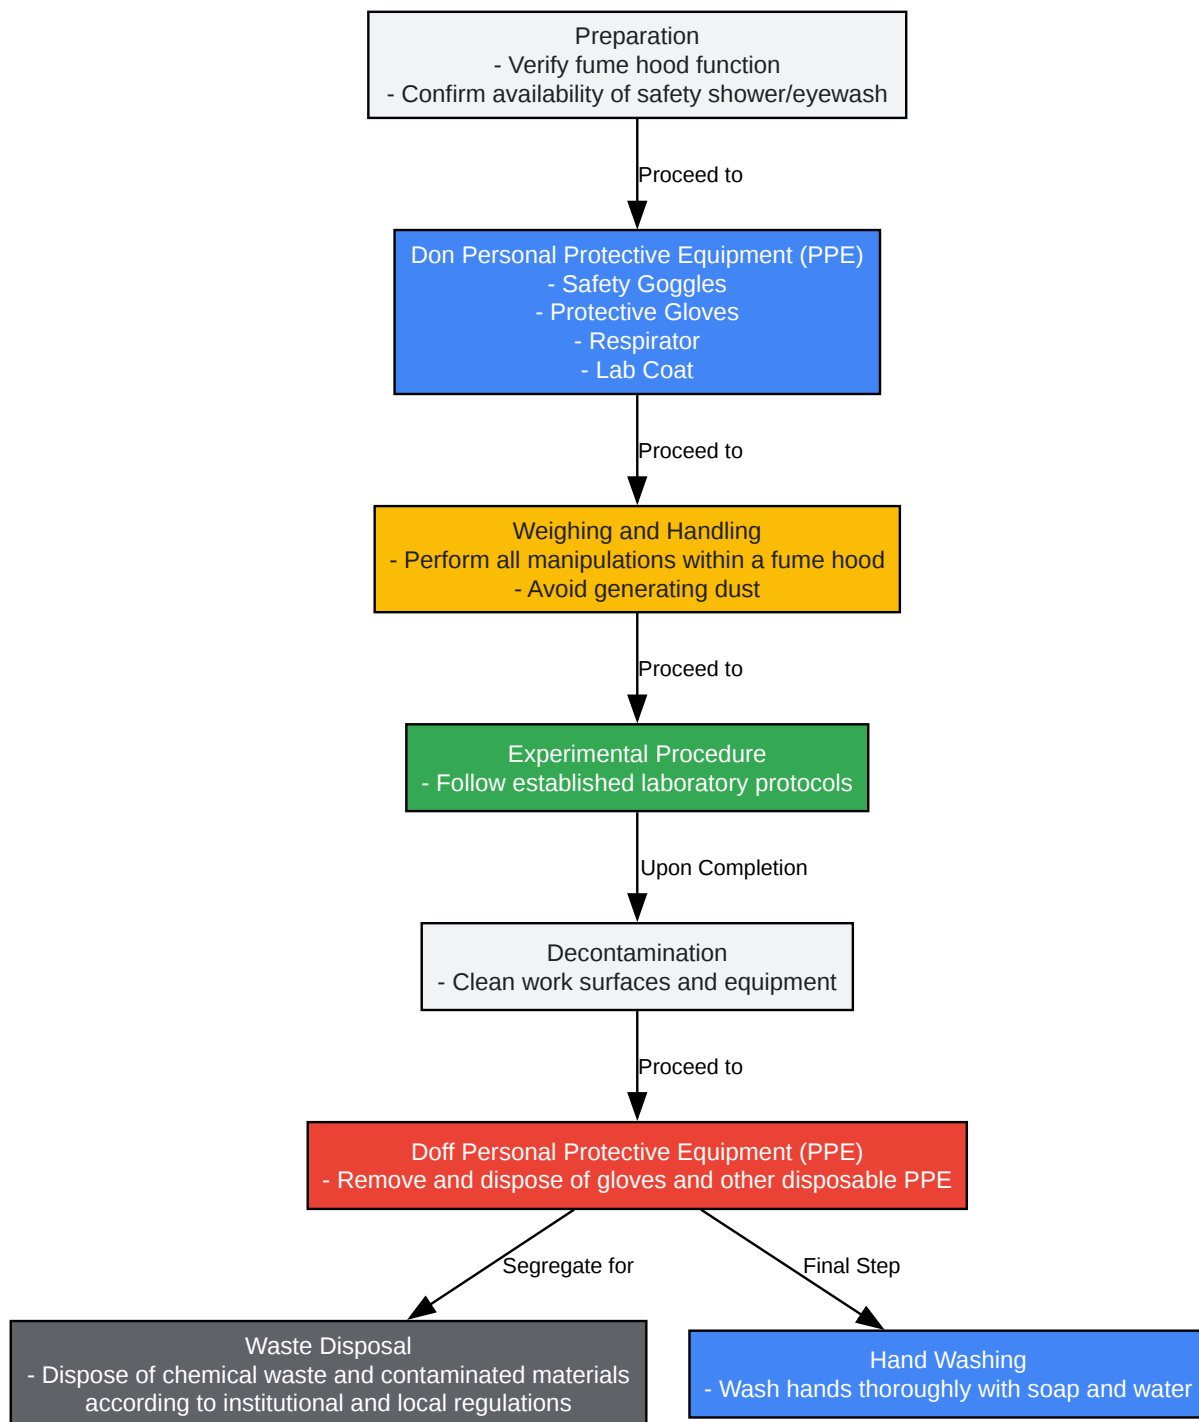 Preparation
- Verify fume hood function
- Confirm availability of safety shower/eyewash
Proceed to
Don Personal Protective Equipment (PPE)
- Safety Goggles
- Protective Gloves
- Respirator
- Lab Coat
Proceed to
Weighing and Handling
- Perform all manipulations within a fume hood
- Avoid generating dust
Proceed to
Experimental Procedure
- Follow established laboratory protocols
Upon Completion
Decontamination
- Clean work surfaces and equipment
Proceed to
Doff Personal Protective Equipment (PPE)
- Remove and dispose of gloves and other disposable PPE
Segregate for
Final Step
Waste Disposal
- Dispose of chemical waste and contaminated materials
according to institutional and local regulations
Hand Washing
- Wash hands thoroughly with soap and water